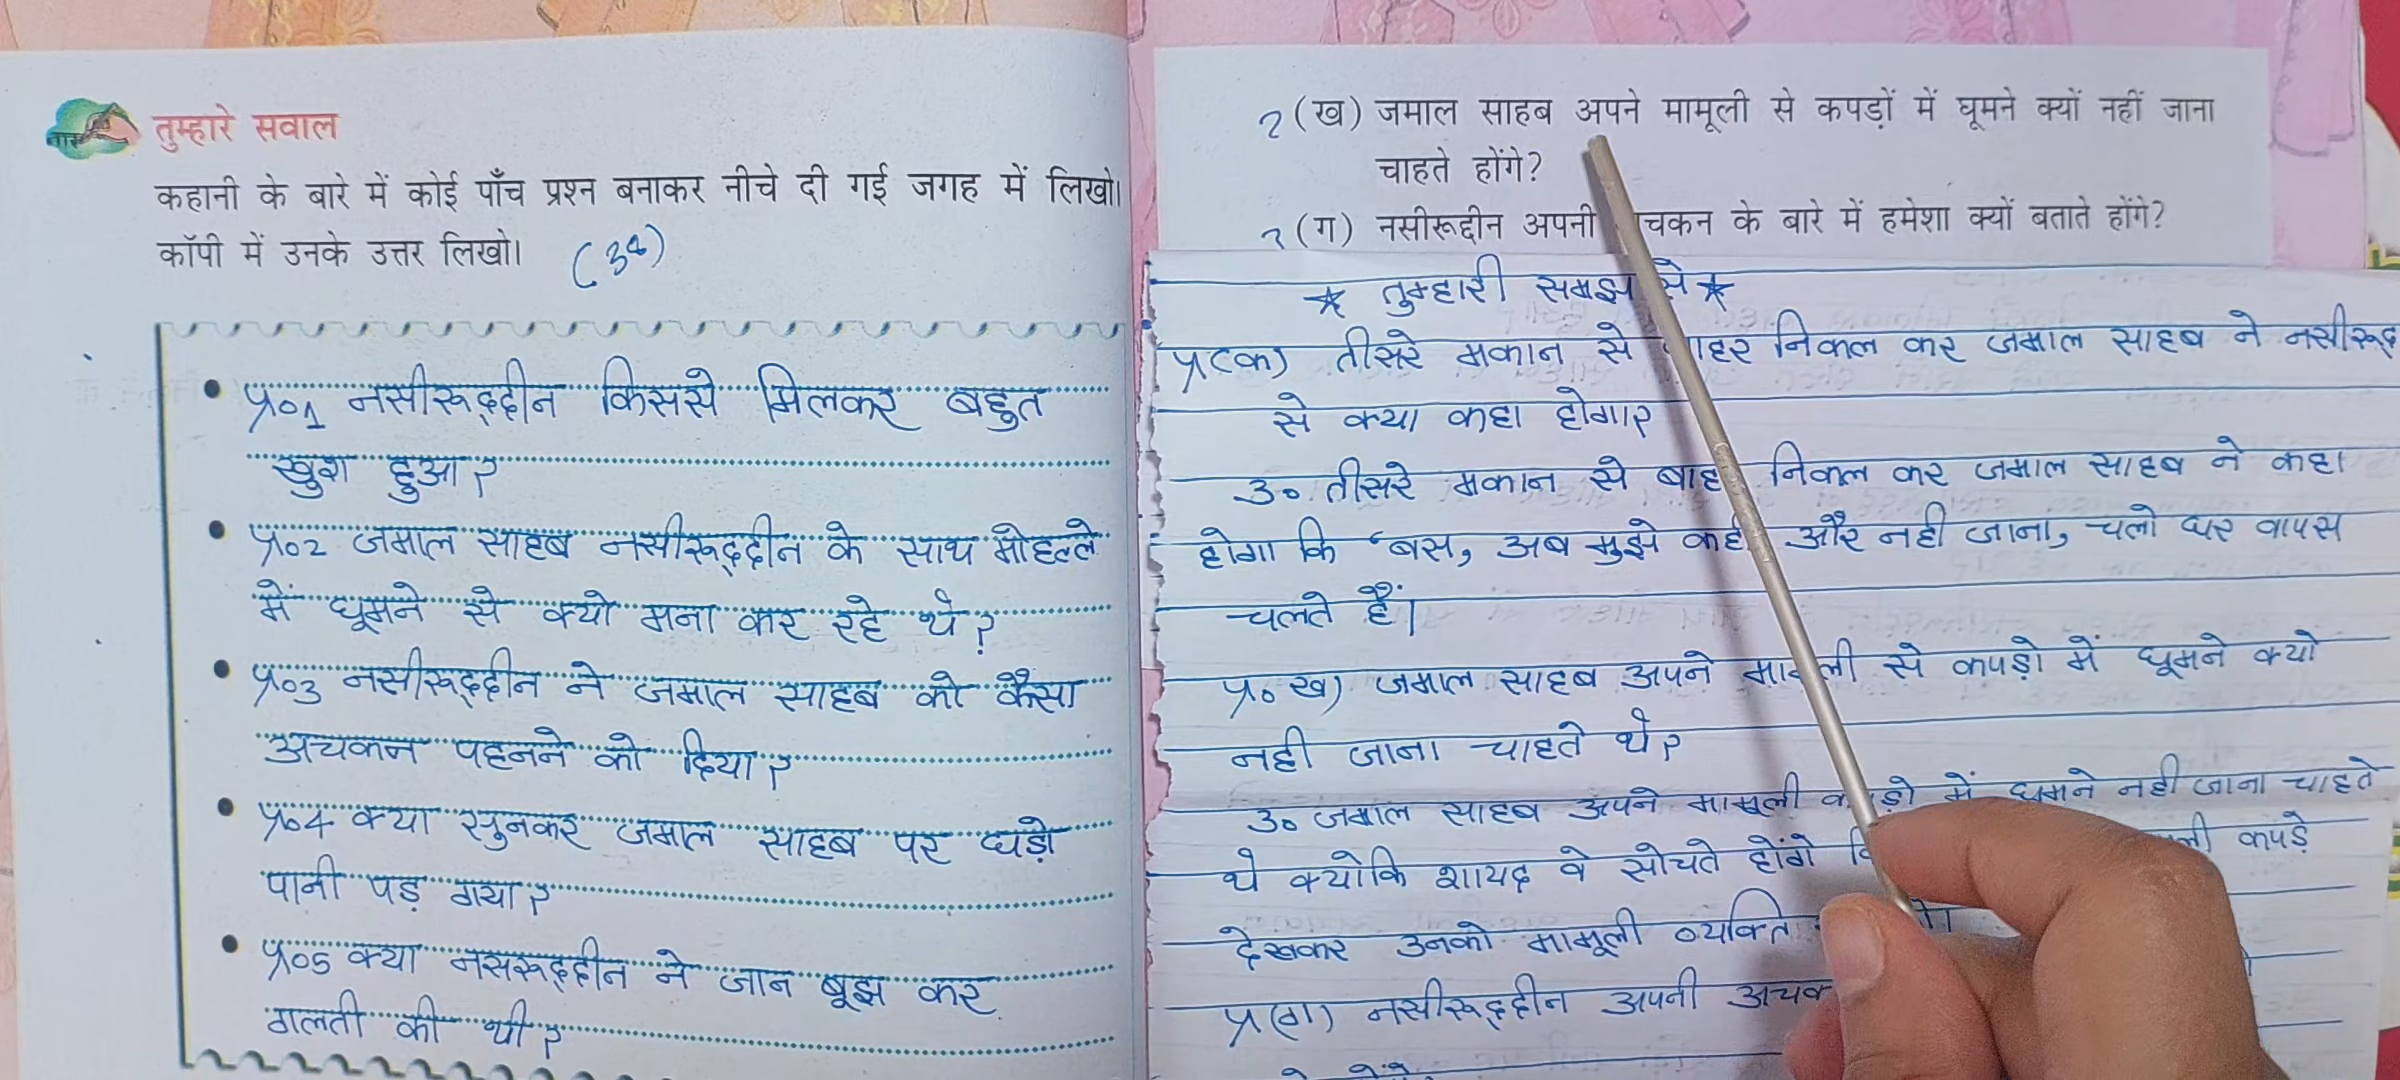 तुम्हारे सवाल
कहानी के बारे में कोई पाँच प्रश्न बनाकर नीचे दी गई जगह में लिखो।
कॉपी में उनके उत्तर लिखो।
प्र०1 नसीरूद्दीन किससे मिलकर बहुत
खुश हुआ?
प्र०2 जमाल साहब नसीरूद्दीन के साथ मोहल्ले
में घूमने से क्यो मना कर रहे थे?
प्र०3 नसीरूद्दीन ने जमाल साहब को कैसा
अचकन पहनने को दिया?
प्र०4 क्या सुनकर जमाल साहब पर घड़ो
पानी पड़ गया?
प्र०5 क्या नसरूद्दीन ने जान बूझ कर
गलती की थी?
2 (ख) जमाल साहब अपने मामूली से कपड़ों में घूमने क्यों नहीं जाना
चाहते होंगे?
(ग) नसीरूद्दीन अपनी चकन के बारे में हमेशा क्यों बताते होंगे?
★ तुम्हारी समझ से ★
प्र(क) तीसरे मकान से बाहर निकल कर जमाल साहब ने नसीरूद्
से क्या कहा होगा?
उ० तीसरे मकान से बाह निकल कर जमाल साहब ने कहा
होगा कि "बस, अब मुझे कही और नही जाना, चलो घर वापस
चलते हैं।
प्र० ख) जमाल साहब अपने मामूली से कपड़ो में घूमने क्यो
नही जाना चाहते थे?
उ० जमाल साहब अपने मामूली कपड़ो में घूमने नही जाना चाहते
थे क्योकि शायद वे सोचते होंगे कि ली कपड़े
देखकर उनको मामूली व्यक्ति
प्र(ग) नसीरूद्दीन अपनी अचक